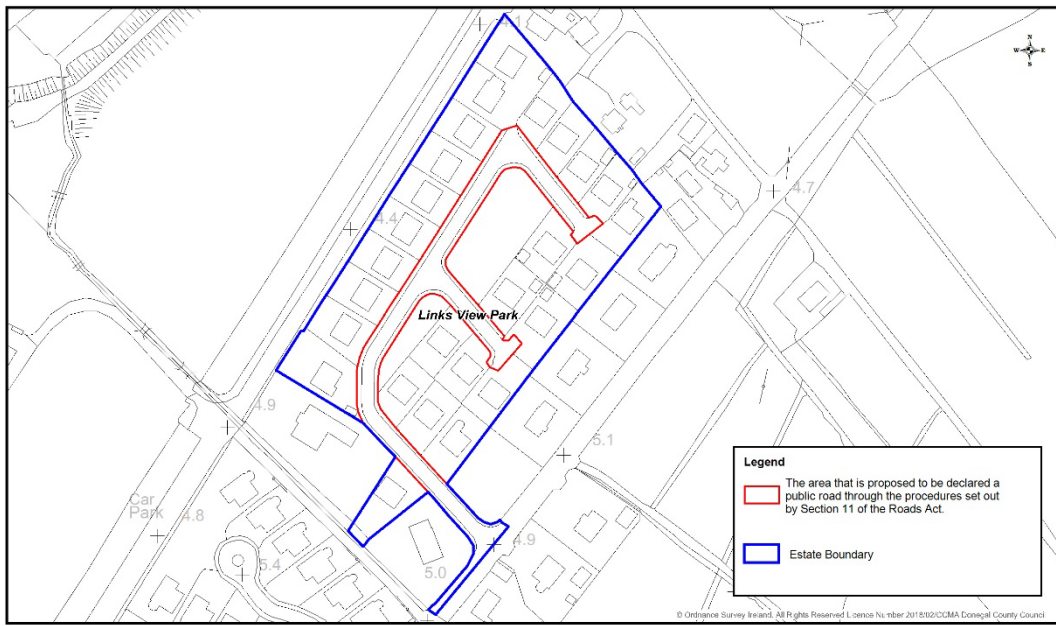 4.1
N
W E
S
4.7
4.4
Links View Park
4.9
5.1
Car
Park
4.8
4.9
5.4
5.0
Legend
The area that is proposed to be declared a
public road through the procedures set out
by Section 11 of the Roads Act.
Estate Boundary
© Ordnance Survey Ireland. All Rights Reserved Licence Number 2018/02/CCMA Donegal County Council